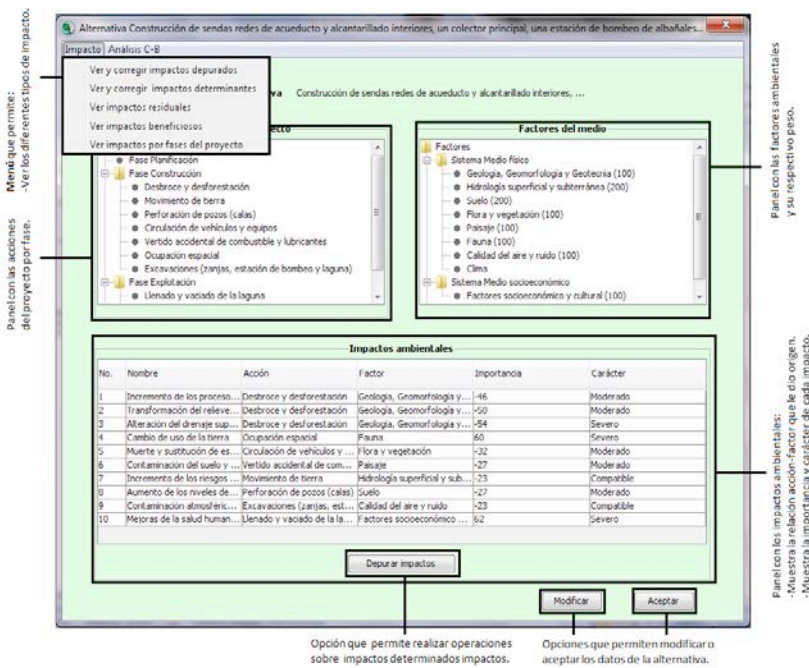 Alternativa Construcción de sendas redes de acueducto y alcantarillado interiores, un colector principal, una estación de bombeo de albañales...
Impacto Análisis C-B
Ver y corregir impactos depurados
Ver y corregir impactos determinantes
Ver impactos residuales
Ver impactos beneficiosos
Ver impactos por fases del proyecto
Construcción de sendas redes de acueducto y alcantarillado interiores, ...
Fase Planificación
Fase Construcción
Desbroce y desforestación
Movimiento de tierra
Perforación de pozos (calas)
Circulación de vehículos y equipos
Vertido accidental de combustible y lubricantes
Ocupación espacial
Excavaciones (zanjas, estación de bombeo y laguna)
Fase Explotación
Llenado y vaciado de la laguna
Factores del medio
Factores
Sistema Medio físico
Geología, Geomorfología y Geotecnia (100)
Hidrología superficial y subterránea (200)
Suelo (200)
Flora y vegetación (100)
Paisaje (100)
Fauna (100)
Calidad del aire y ruido (100)
Clima
Sistema Medio socioeconómico
Factores socioeconómico y cultural (100)
Impactos ambientales
No. Nombre Acción Factor Importancia Carácter
1 Incremento de los proceso... Desbroce y desforestación Geología, Geomorfología y... -46 Moderado
2 Transformación del relieve... Desbroce y desforestación Geología, Geomorfología y... -50 Moderado
3 Alteración del drenaje sup... Desbroce y desforestación Geología, Geomorfología y... -54 Severo
4 Cambio de uso de la tierra Ocupación espacial Fauna 60 Severo
5 Muerte y sustitución de es... Circulación de vehículos y ... Flora y vegetación -32 Moderado
6 Contaminación del suelo y ... Vertido accidental de com... Paisaje -27 Moderado
7 Incremento de los riesgos ... Movimiento de tierra Hidrología superficial y sub... -23 Compatible
8 Aumento de los niveles de... Perforación de pozos (calas) Suelo -27 Moderado
9 Contaminación atmosféric... Excavaciones (zanjas, est... Calidad del aire y ruido -23 Compatible
10 Mejoras de la salud human... Llenado y vaciado de la la... Factores socioeconómico ... 62 Severo
Depurar impactos
Modificar Aceptar
Menú que permite:
-Ver los diferentes tipos de impacto.
Panel con las acciones
del proyecto por fase.
Panel con las factores ambientales
y su respectivo peso.
Panel con los impactos ambientales:
-Muestra la relación acción-factor que le dio origen.
-Muestra la importancia y carácter de cada impacto.
Opción que permite realizar operaciones
sobre impactos determinados impactos.
Opciones que permiten modificar o
aceptar los datos de la alternativa.